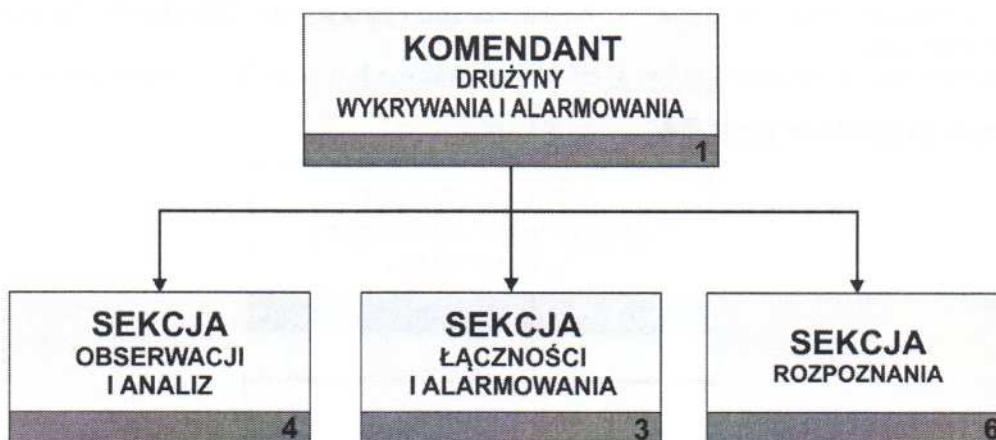 KOMENDANT
DRUŻYNY
WYKRYWANIA I ALARMOWANIA
1
SEKCJA
OBSERWACJI
I ANALIZ
4
SEKCJA
ŁĄCZNOŚCI
I ALARMOWANIA
3
SEKCJA
ROZPOZNANIA
6